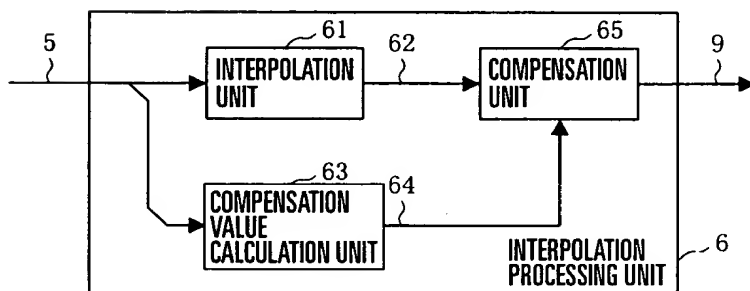 61
65
5
INTERPOLATION
UNIT
62
COMPENSATION
UNIT
9
63
COMPENSATION
VALUE
CALCULATION UNIT
64
INTERPOLATION
PROCESSING UNIT
6